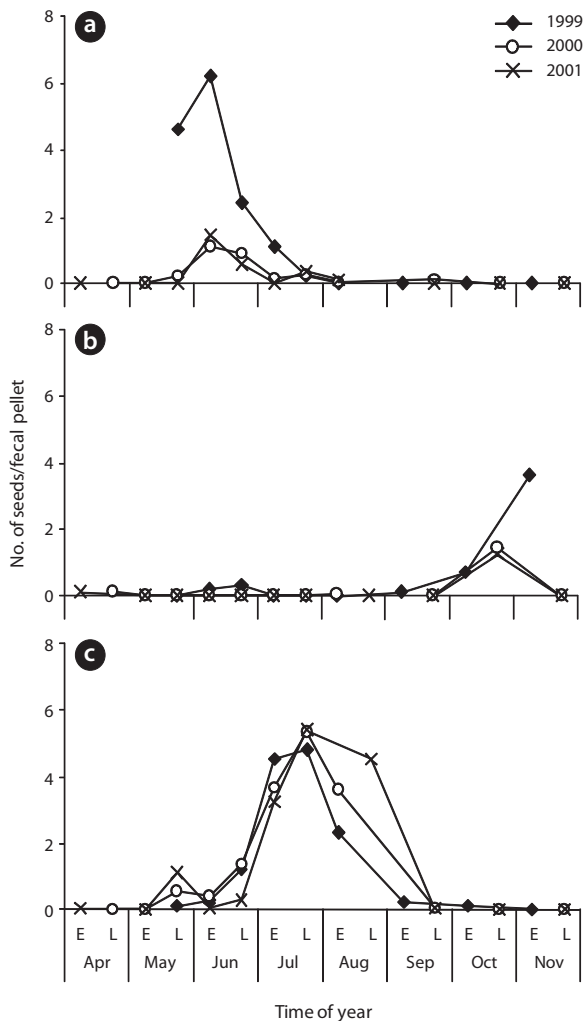 8
a
1999
2000
2001
6
4
2
0
8
b
6
4
2
0
No. of seeds/fecal pellet
8
c
6
4
2
0
E L E L E L E L E L E L E L E L
Apr May Jun Jul Aug Sep Oct Nov
Time of year